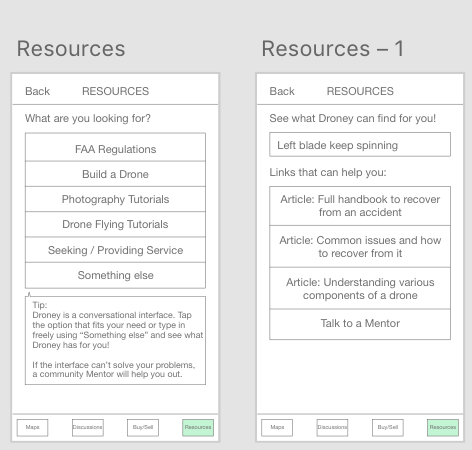 Resources
Back RESOURCES
What are you looking for?
FAA Regulations
Build a Drone
Photography Tutorials
Drone Flying Tutorials
Seeking / Providing Service
Something else
Tip:
Droney is a conversational interface. Tap
the option that fits your need or type in
freely using “Something else” and see what
Droney has for you!
If the interface can't solve your problems,
a community Mentor will help you out.
Maps Discussions Buy/Sell Resources
Resources – 1
Back RESOURCES
See what Droney can find for you!
Left blade keep spinning
Links that can help you:
Article: Full handbook to recover
from an accident
Article: Common issues and how
to recover from it
Article: Understanding various
components of a drone
Talk to a Mentor
Maps Discussions Buy/Sell Resources